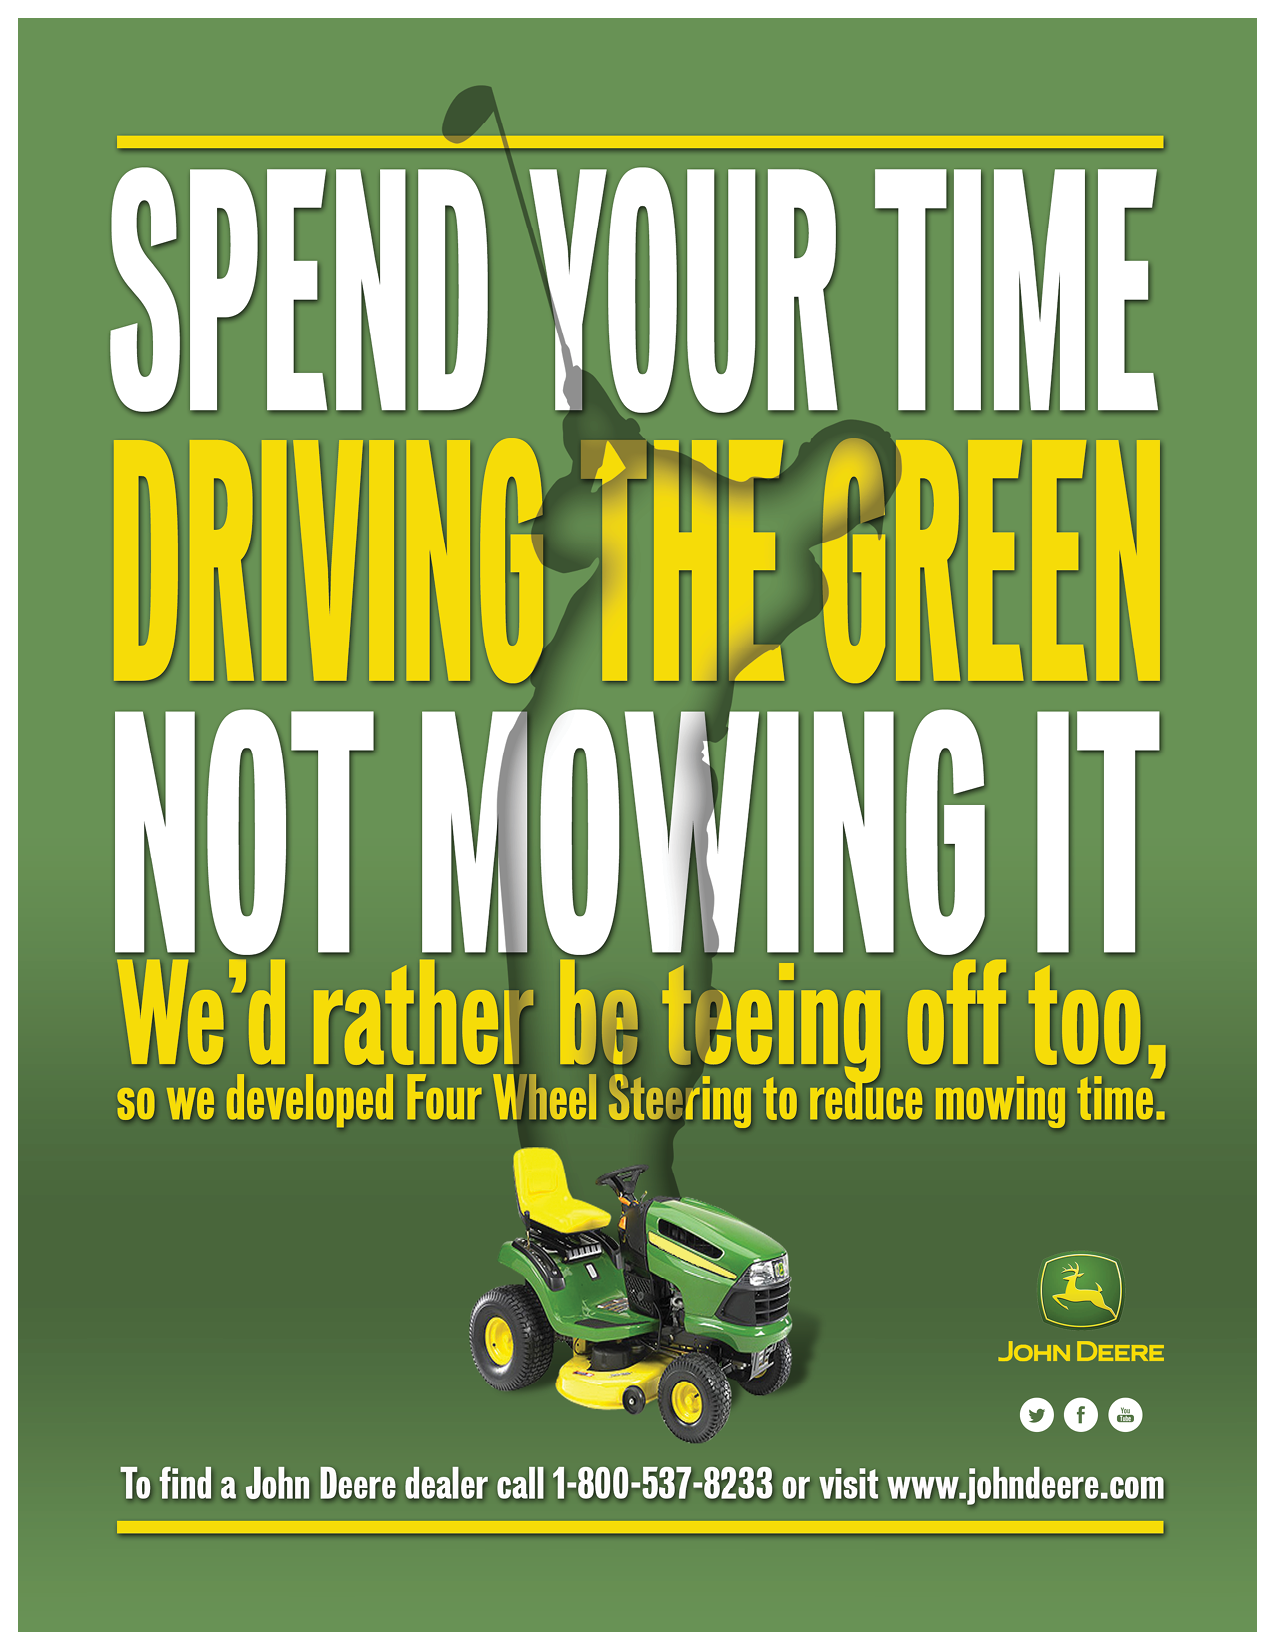 SPEND YOUR TIME
DRIVING THE GREEN
NOT MOWING IT
We'd rather be teeing off too,
so we developed Four Wheel Steering to reduce mowing time.
JOHN DEERE
You
Tube
To find a John Deere dealer call 1-800-537-8233 or visit www.johndeere.com